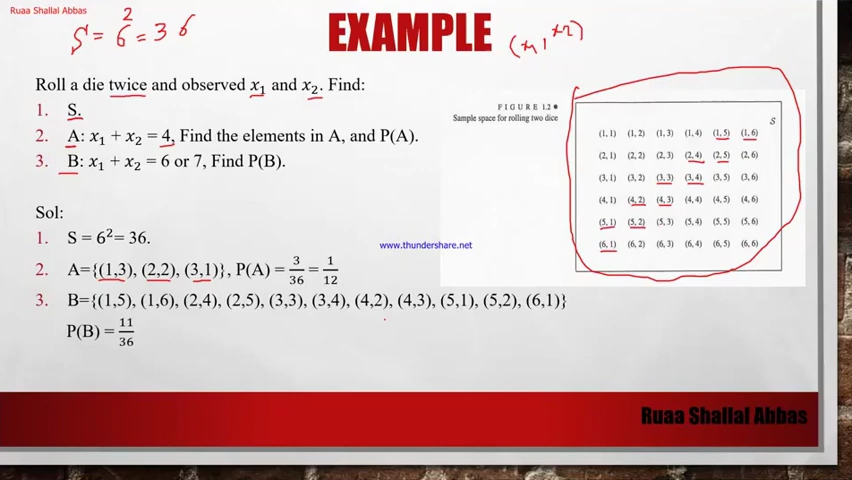 Ruaa Shallal Abbas
S = 6² = 36
EXAMPLE
(x1, x2)
Roll a die twice and observed x₁ and x₂. Find:
1. S.
2. A: x₁ + x₂ = 4, Find the elements in A, and P(A).
3. B: x₁ + x₂ = 6 or 7, Find P(B).
FIGURE 1.2
Sample space for rolling two dice
S
(1, 1) (1, 2) (1, 3) (1, 4) (1, 5) (1, 6)
(2, 1) (2, 2) (2, 3) (2, 4) (2, 5) (2, 6)
(3, 1) (3, 2) (3, 3) (3, 4) (3, 5) (3, 6)
(4, 1) (4, 2) (4, 3) (4, 4) (4, 5) (4, 6)
(5, 1) (5, 2) (5, 3) (5, 4) (5, 5) (5, 6)
(6, 1) (6, 2) (6, 3) (6, 4) (6, 5) (6, 6)
Sol:
1. S = 6²= 36.
www.thundershare.net
2. A={(1,3), (2,2), (3,1)}, P(A) = 3/36 = 1/12
3. B={(1,5), (1,6), (2,4), (2,5), (3,3), (3,4), (4,2), (4,3), (5,1), (5,2), (6,1)}
P(B) = 11/36
Ruaa Shallal Abbas